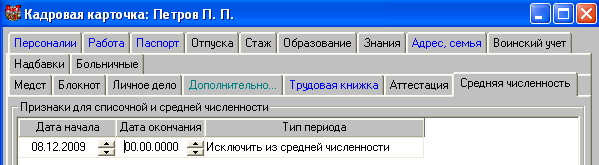 Кадровая карточка: Петров П. П.
Персоналии Работа Паспорт Отпуска Стаж Образование Знания Адрес, семья Воинский учет
Надбавки Больничные
Медст Блокнот Личное дело Дополнительно... Трудовая книжка Аттестация Средняя численность
Признаки для списочной и средней численности
Дата начала Дата окончания Тип периода
08.12.2009 00.00.0000 Исключить из средней численности